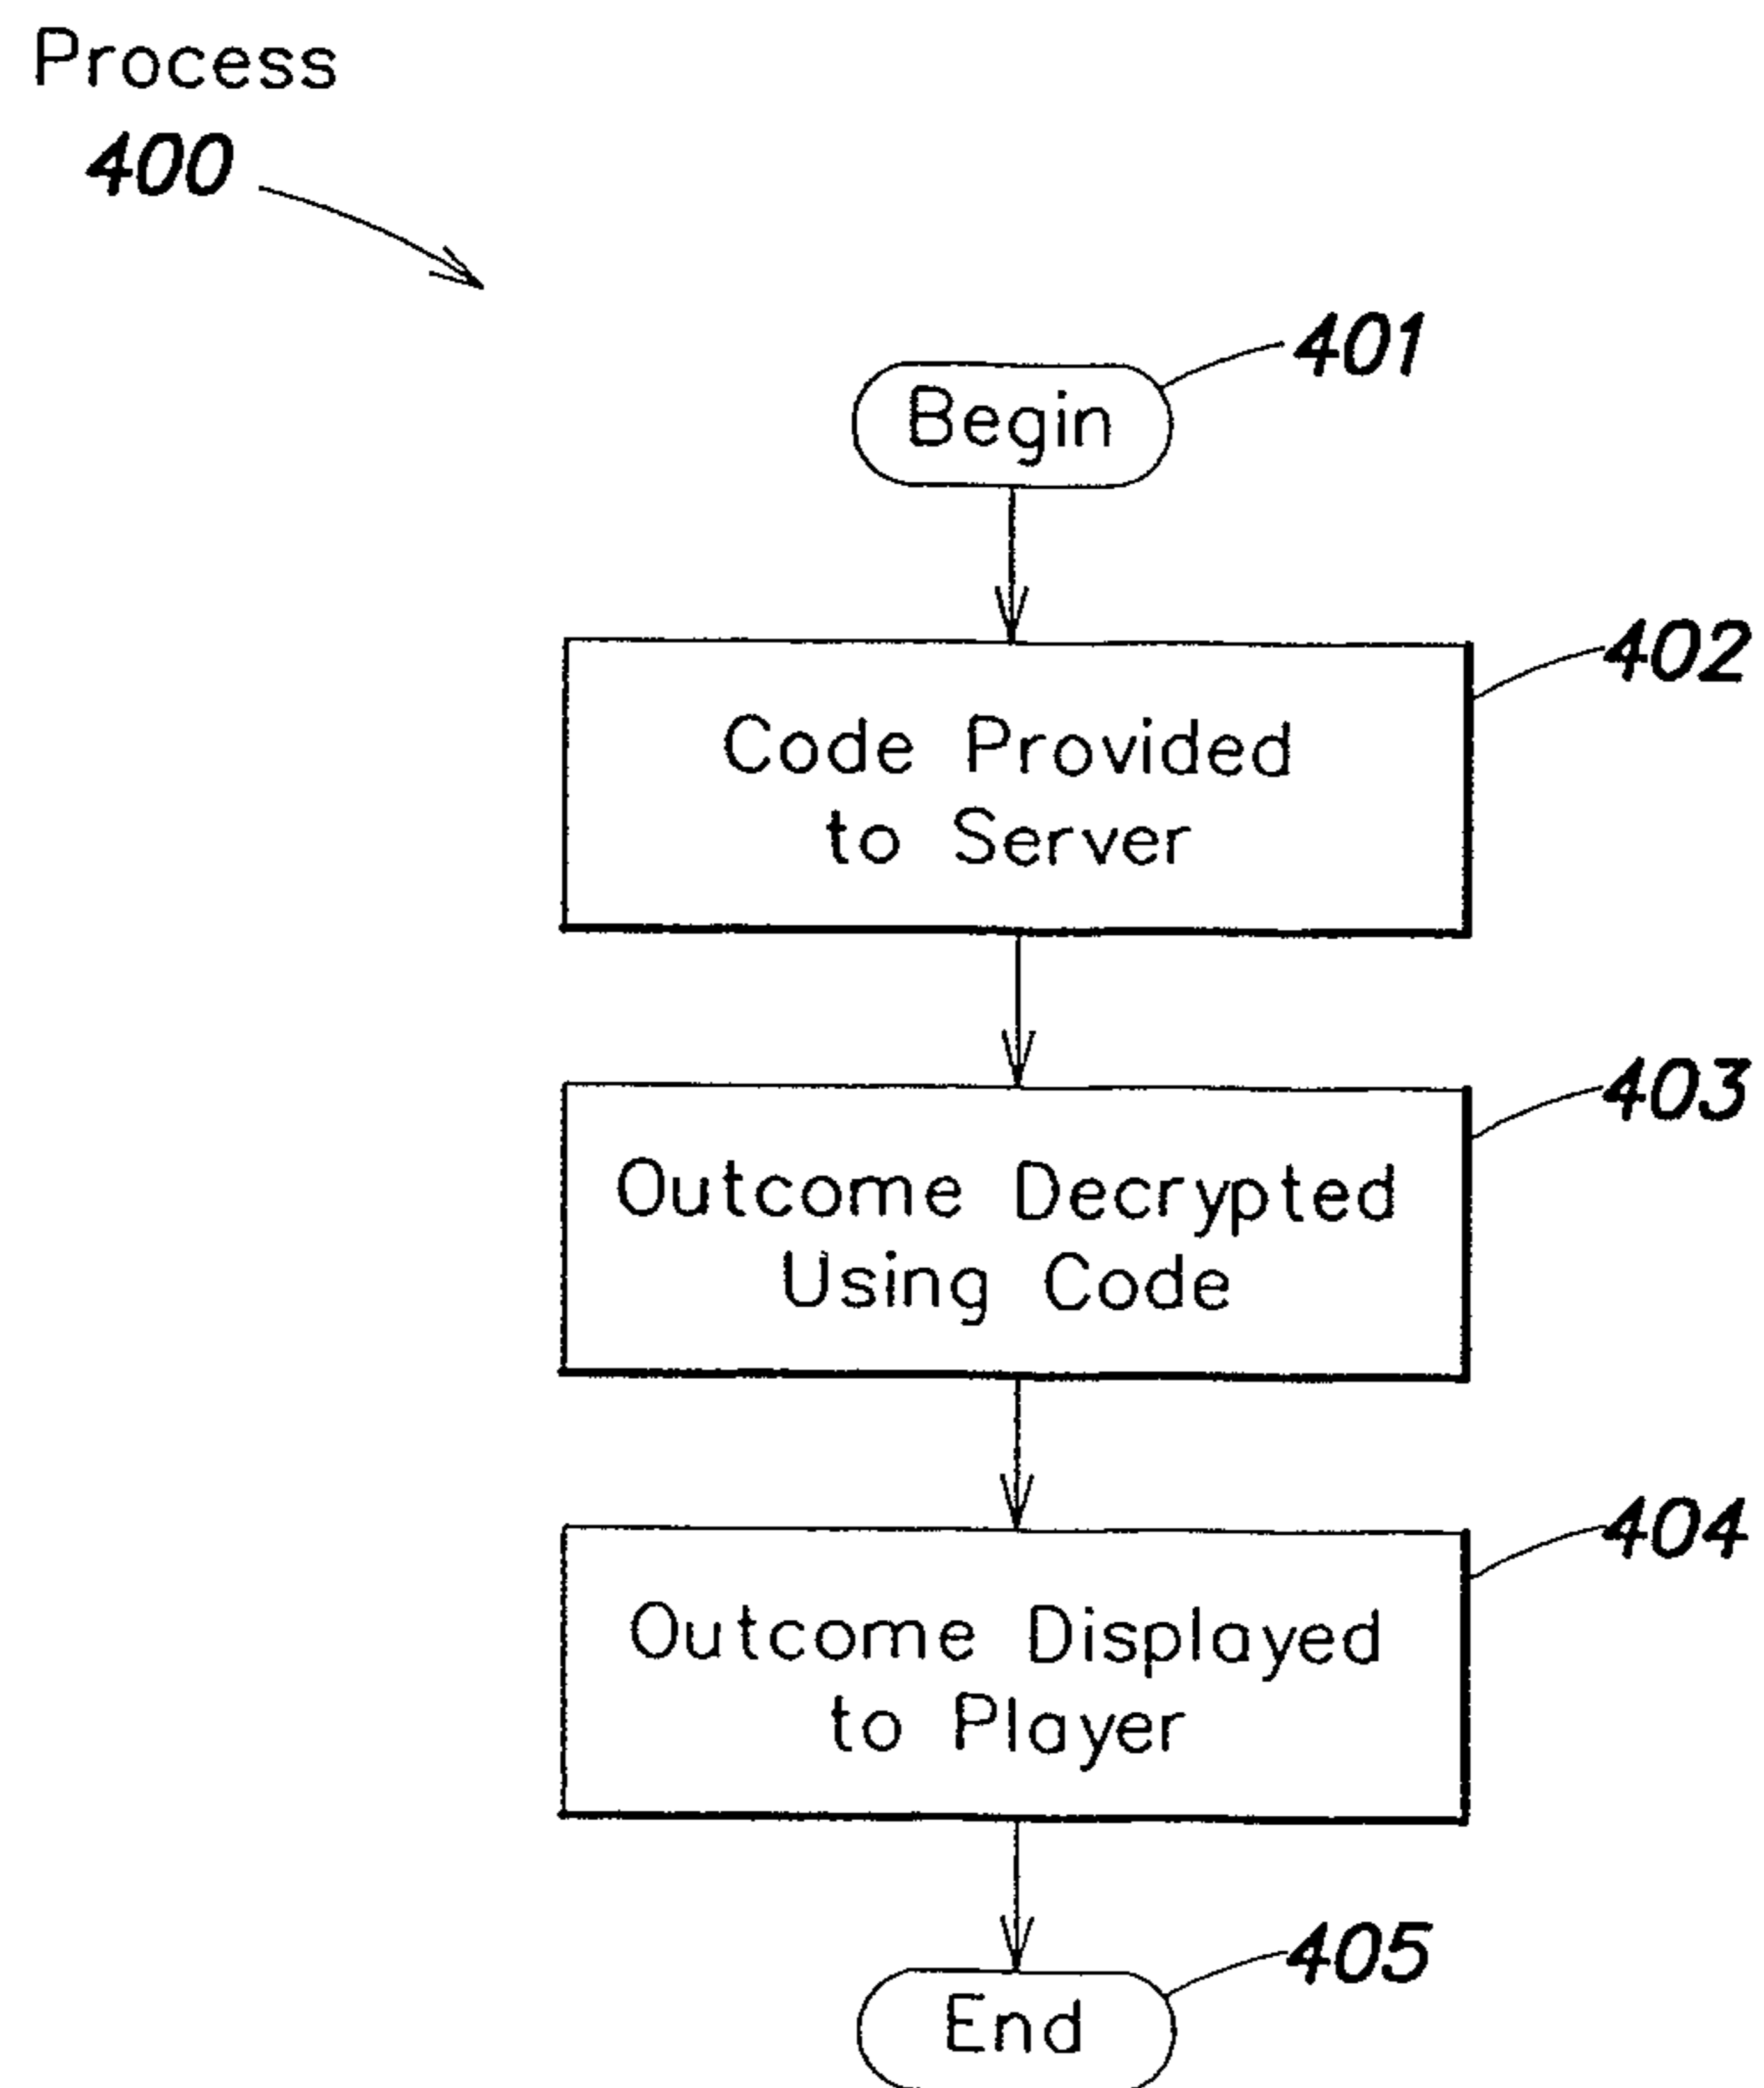 Process
400
401
Begin
402
Code Provided
to Server
403
Outcome Decrypted
Using Code
404
Outcome Displayed
to Player
405
End